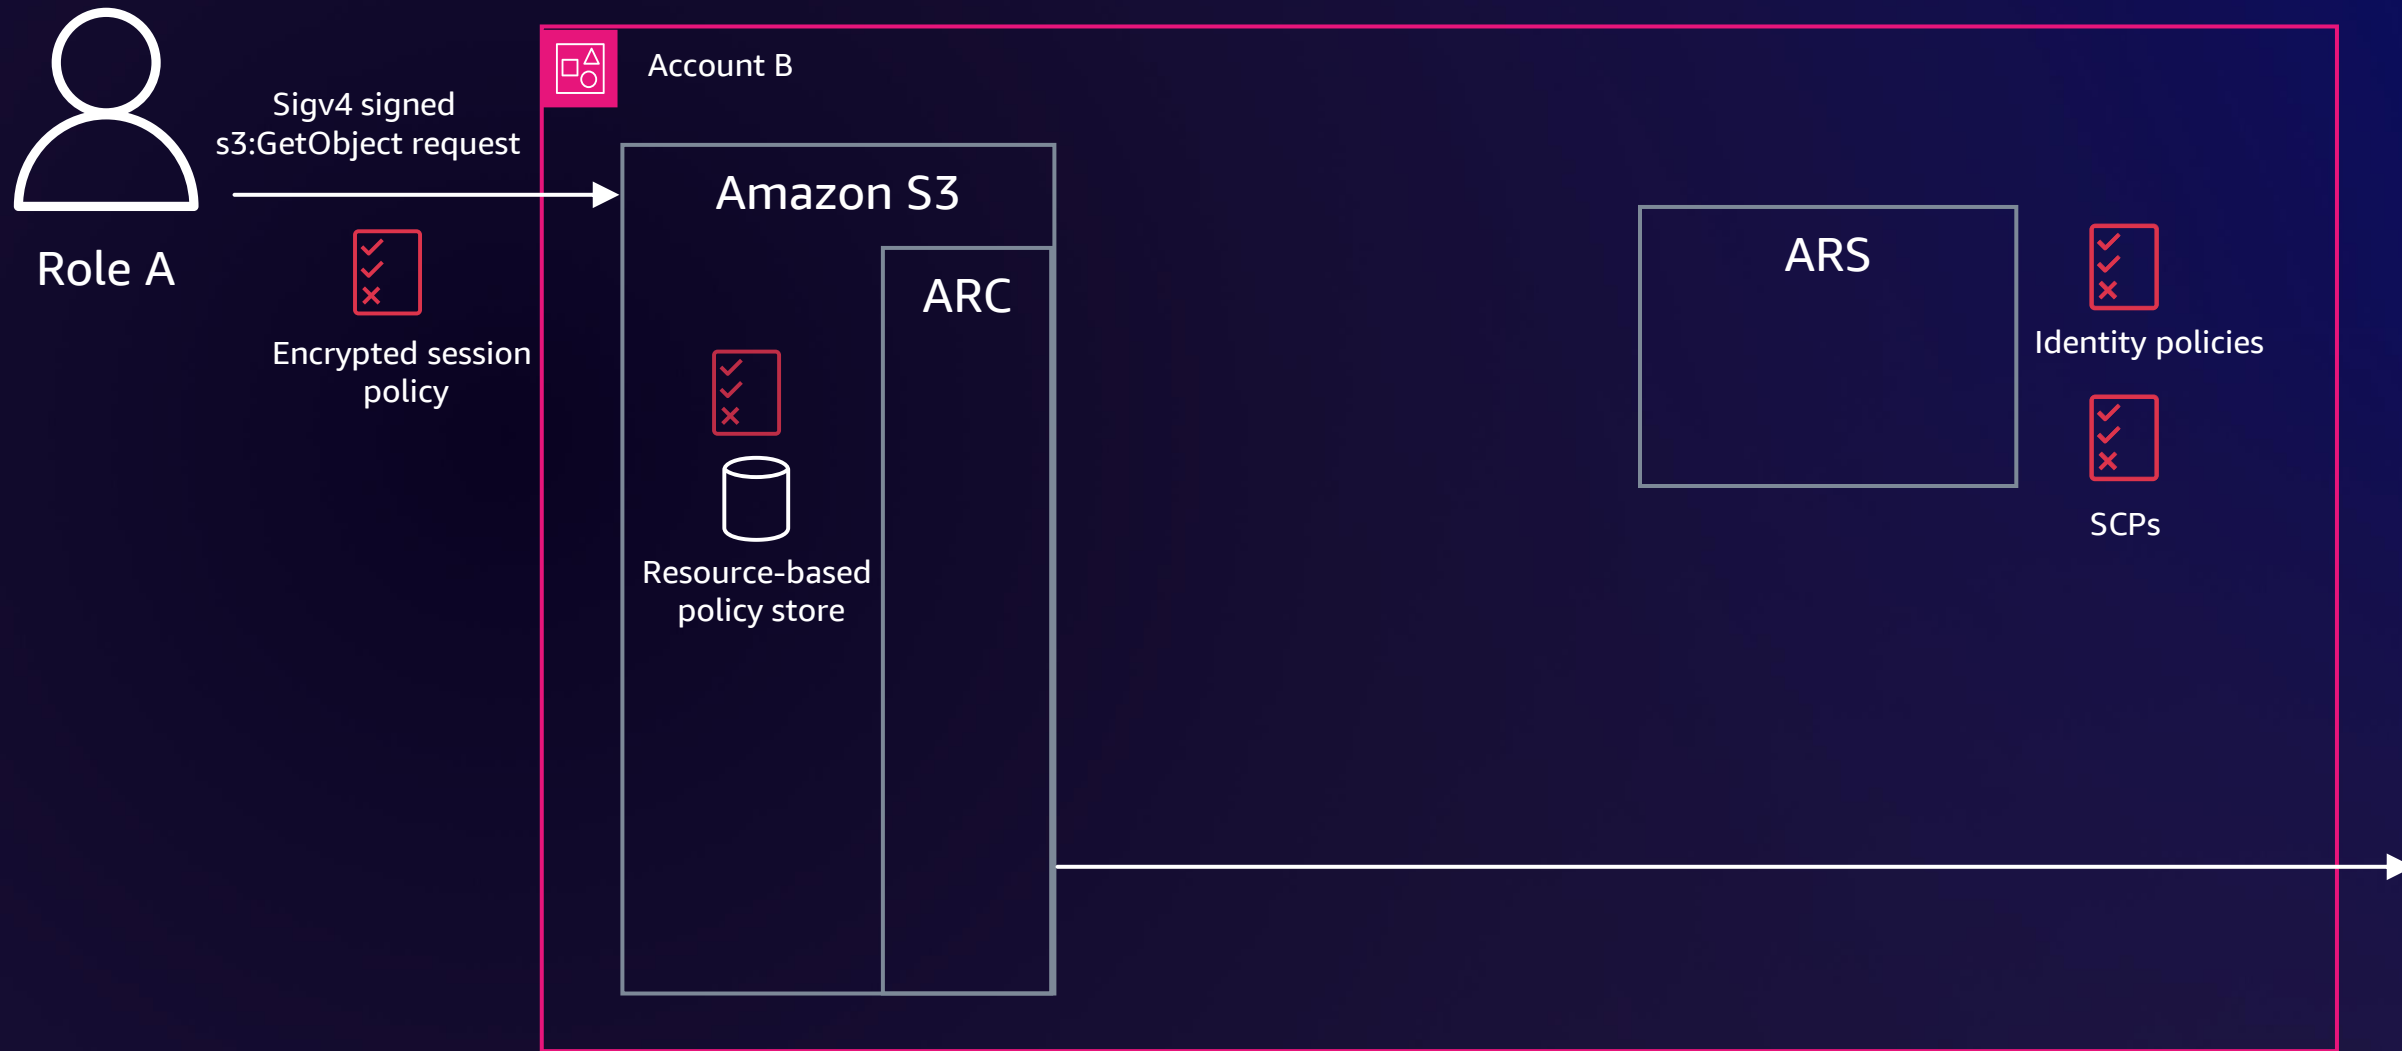 Account B
Sigv4 signed
s3:GetObject request
Role A
Encrypted session
policy
Amazon S3
ARC
Resource-based
policy store
ARS
Identity policies
SCPs